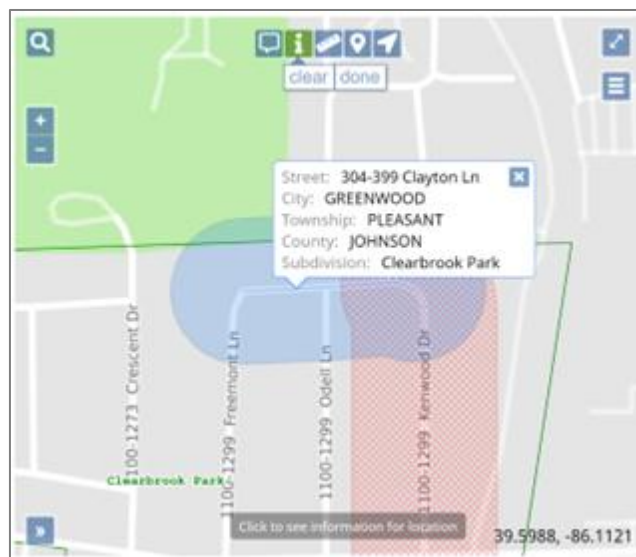 clear done
Street: 304-399 Clayton Ln
City: GREENWOOD
Township: PLEASANT
County: JOHNSON
Subdivision: Clearbrook Park
1100-1273 Crescent Dr
1100-1299 Freemont Ln
1100-1299 Odell Ln
1100-1299 Kenwood Dr
Clearbrook Park
Click to see information for location
39.5988, -86.1121